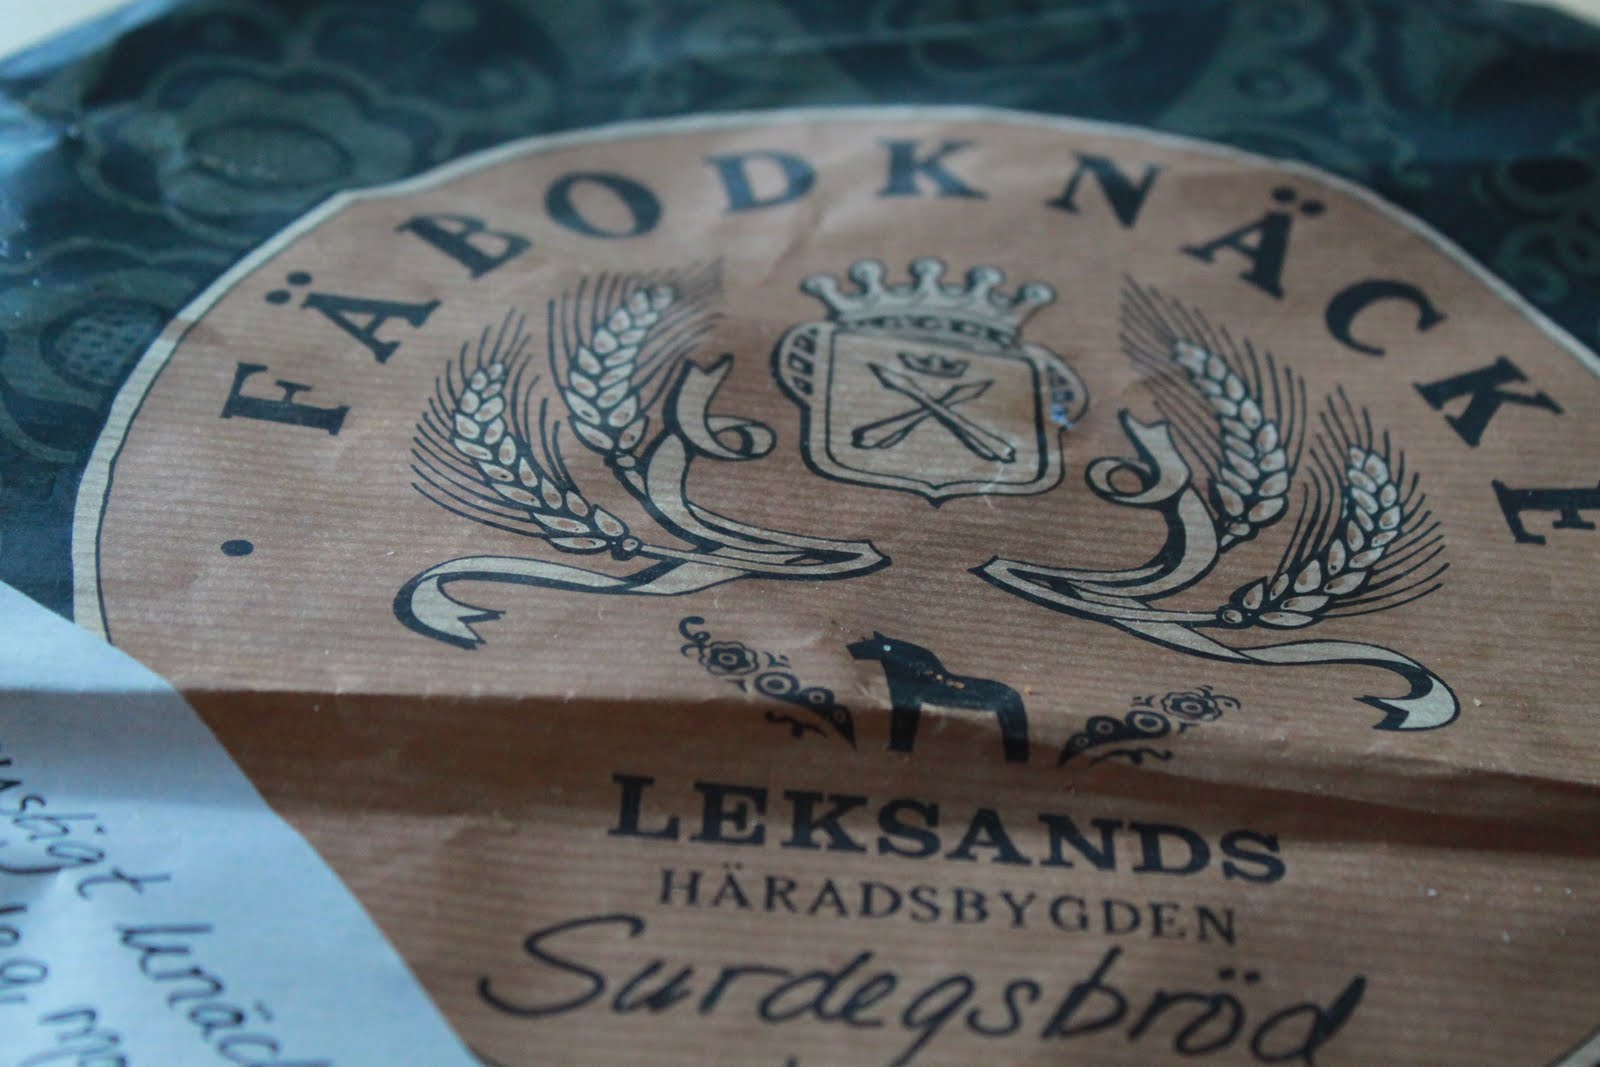 · FÄBODKNÄCKE
LEKSANDS
HÄRADSBYGDEN
Surdegsbröd